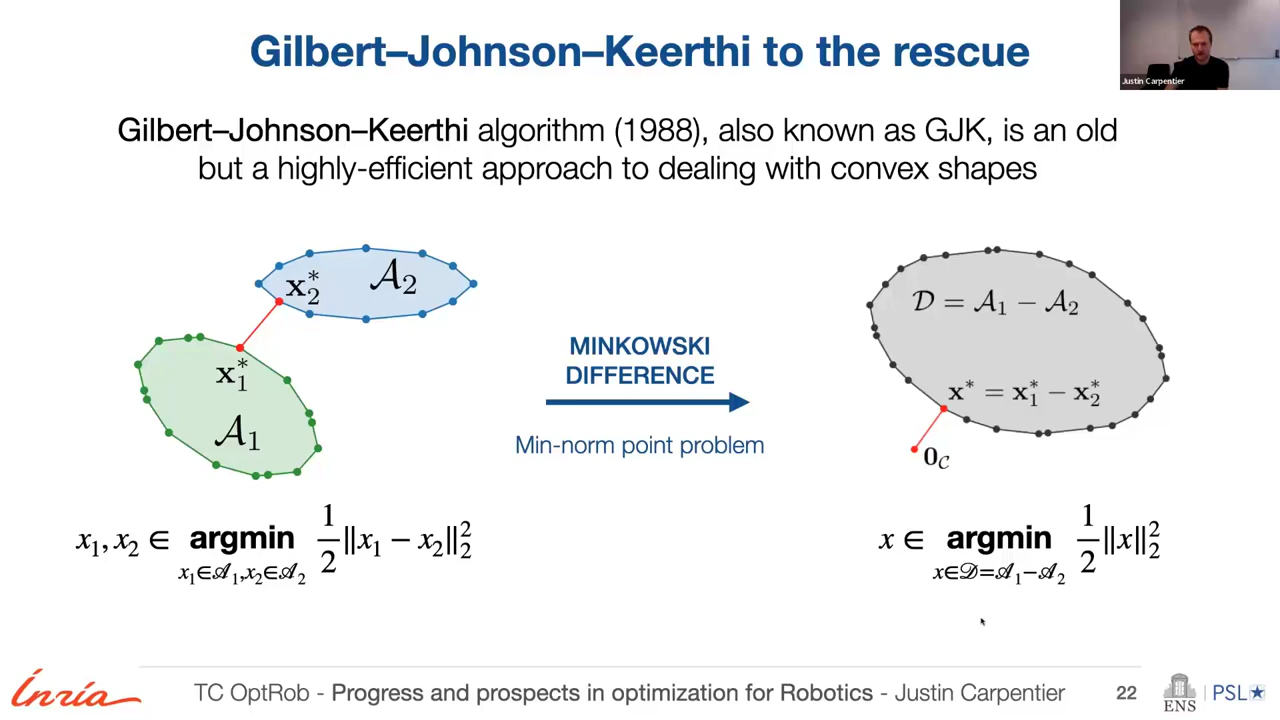 Gilbert–Johnson–Keerthi to the rescue
Justin Carpentier
Gilbert–Johnson–Keerthi algorithm (1988), also known as GJK, is an old
but a highly-efficient approach to dealing with convex shapes
𝒜₂
x₂*
x₁*
𝒜₁
MINKOWSKI
DIFFERENCE
Min-norm point problem
𝒟 = 𝒜₁ − 𝒜₂
x* = x₁* − x₂*
0_𝒞
x₁, x₂ ∈ argmin 1/2 ‖x₁ − x₂‖₂²
x₁∈𝒜₁,x₂∈𝒜₂
x ∈ argmin 1/2 ‖x‖₂²
x∈𝒟=𝒜₁−𝒜₂
Inria
TC OptRob - Progress and prospects in optimization for Robotics - Justin Carpentier
22
ENS
PSL